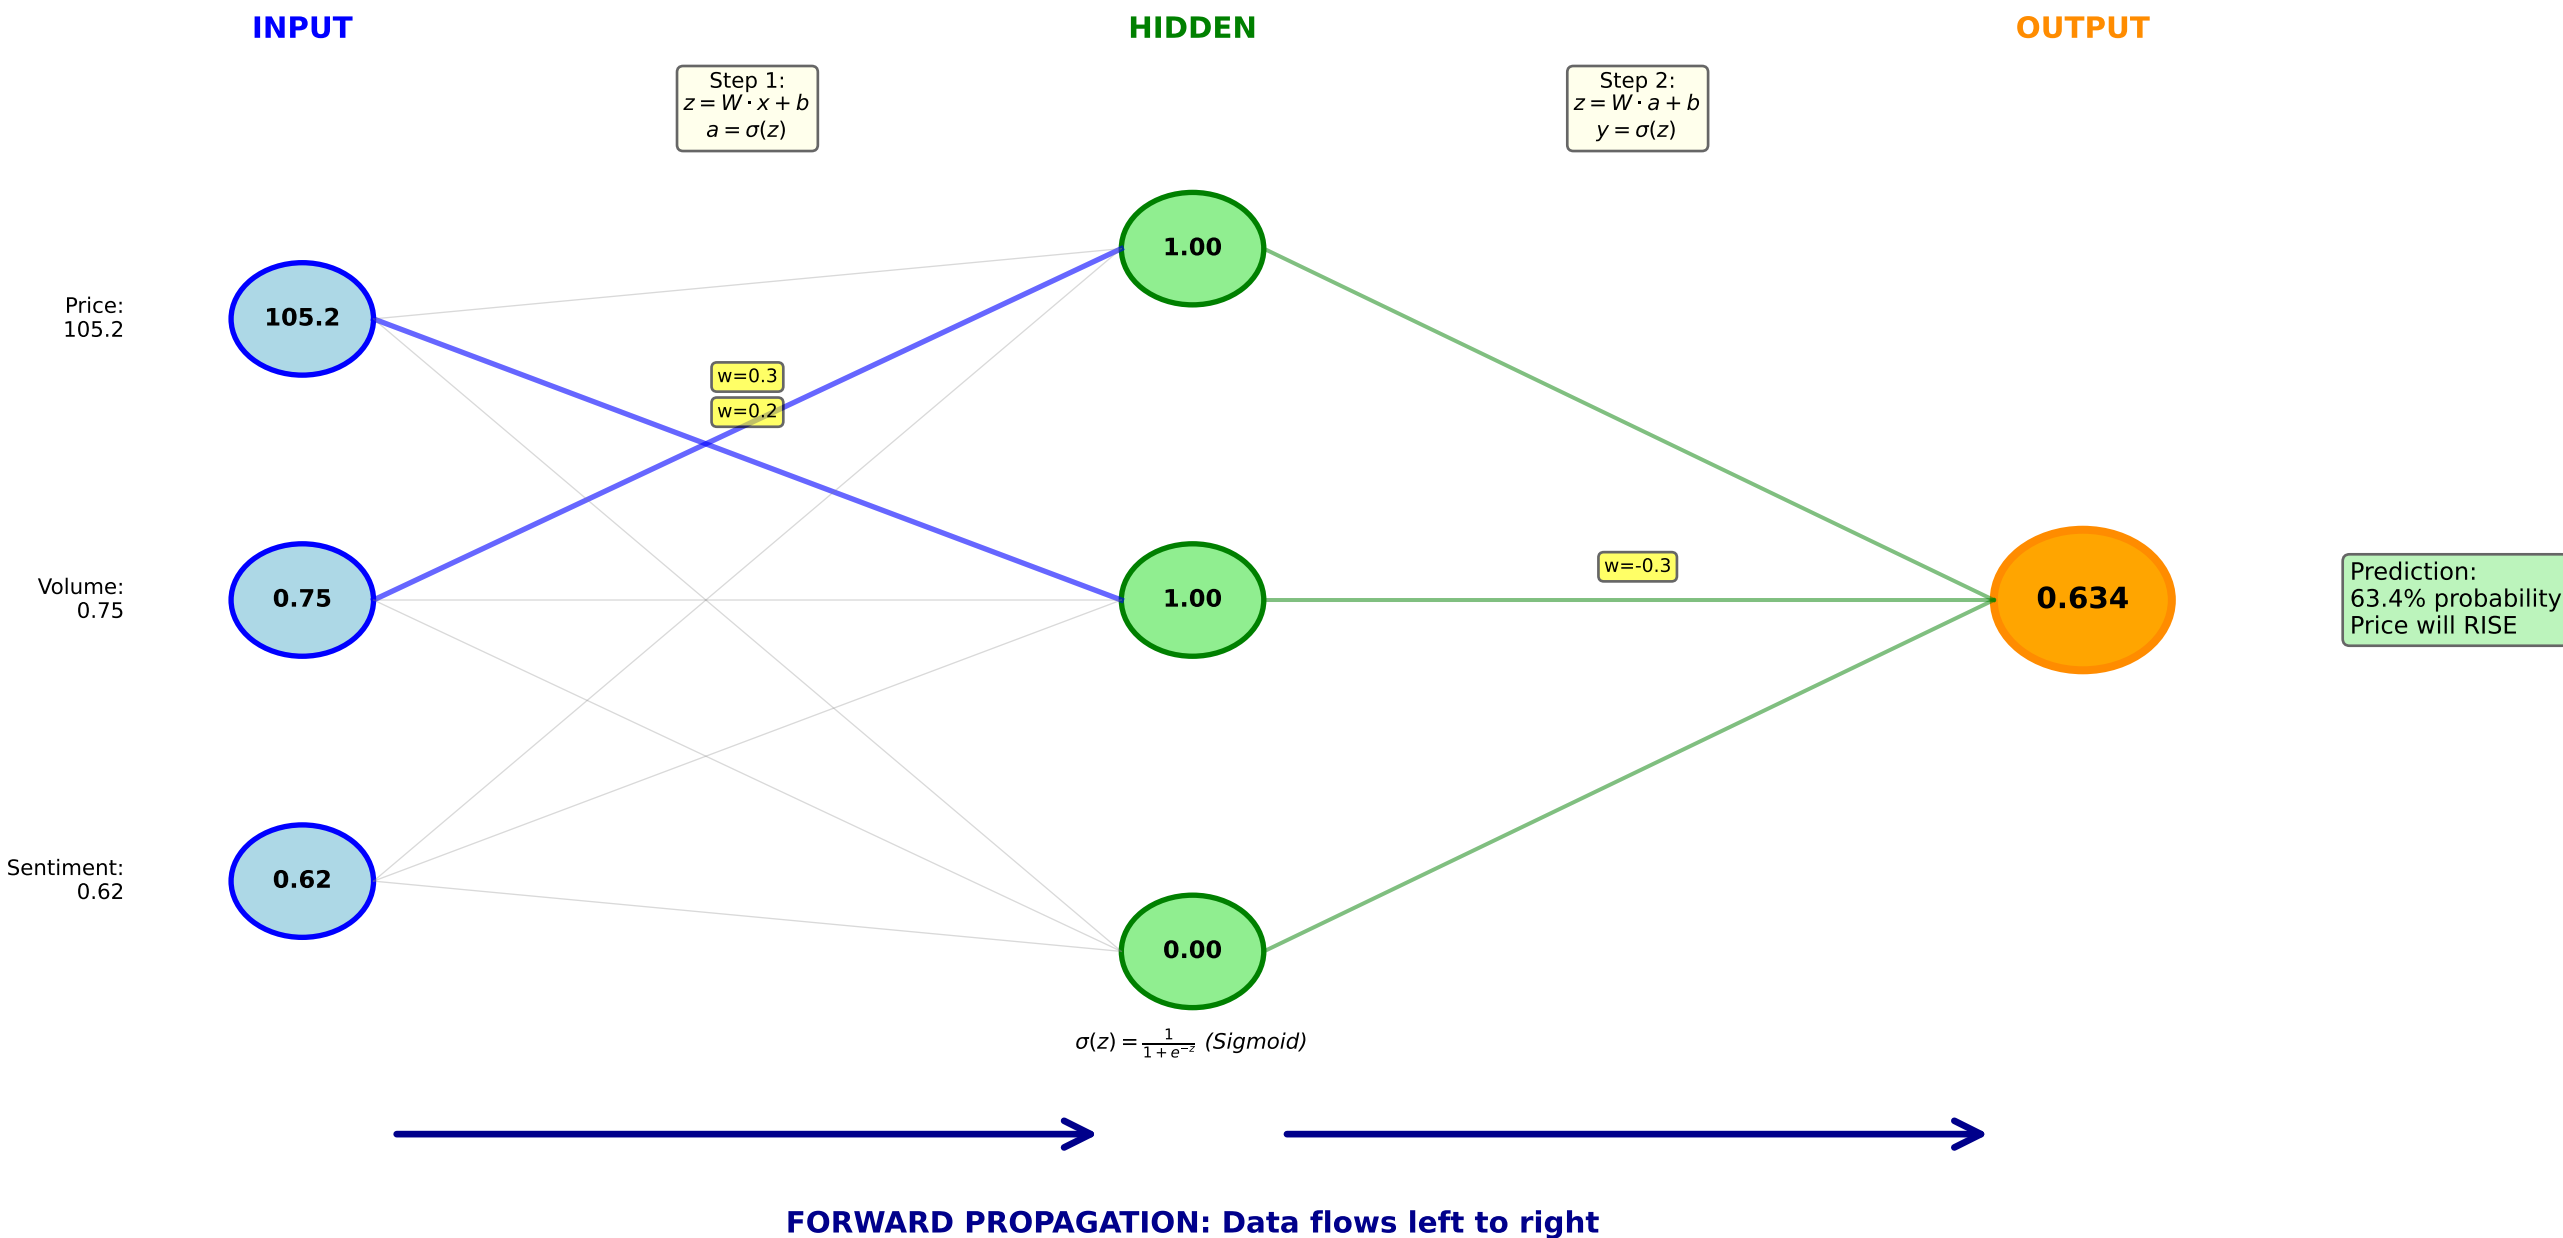 INPUT
HIDDEN
OUTPUT
Step 1:
z = W · x + b
a = σ(z)
Step 2:
z = W · a + b
y = σ(z)
Price:
105.2
105.2
1.00
w=0.3
w=0.2
Volume:
0.75
0.75
1.00
w=-0.3
0.634
Prediction:
63.4% probability
Price will RISE
Sentiment:
0.62
0.62
0.00
σ(z) = 1/(1 + e^{-z}) (Sigmoid)
FORWARD PROPAGATION: Data flows left to right